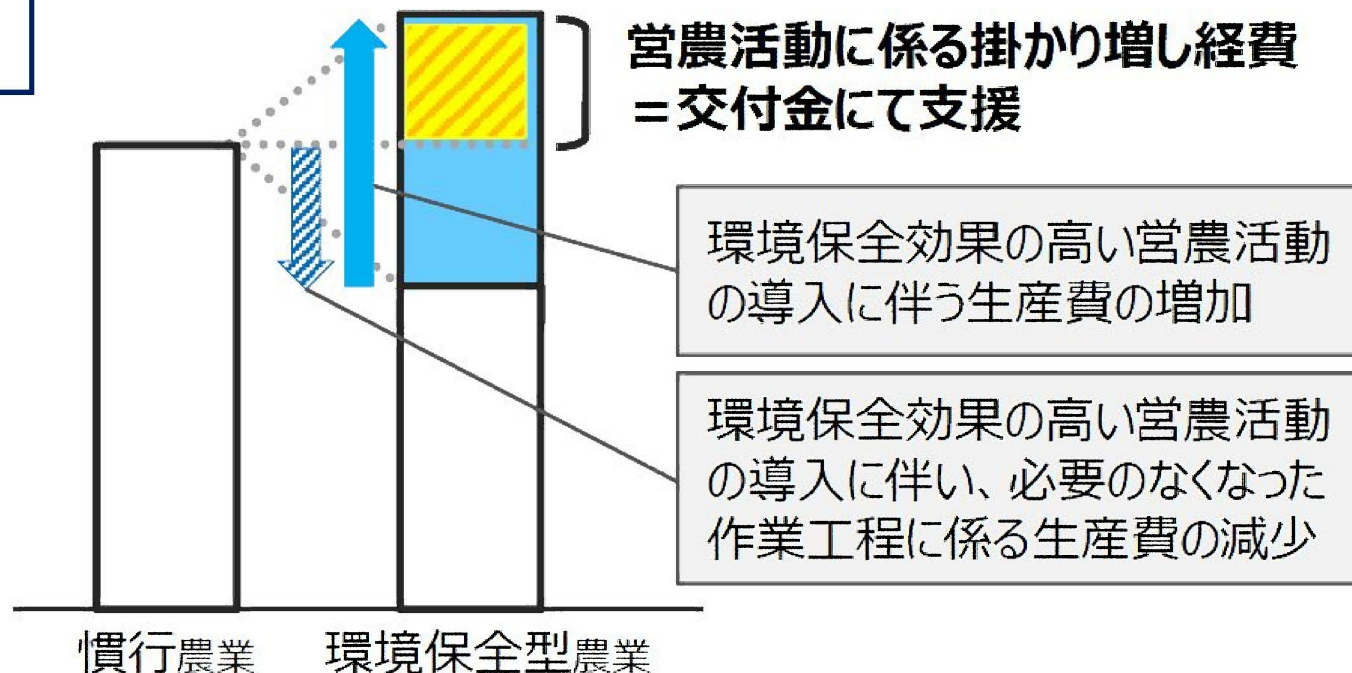 営農活動に係る掛かり増し経費
＝交付金にて支援
環境保全効果の高い営農活動
の導入に伴う生産費の増加
環境保全効果の高い営農活動
の導入に伴い、必要のなくなった
作業工程に係る生産費の減少
慣行農業
環境保全型農業